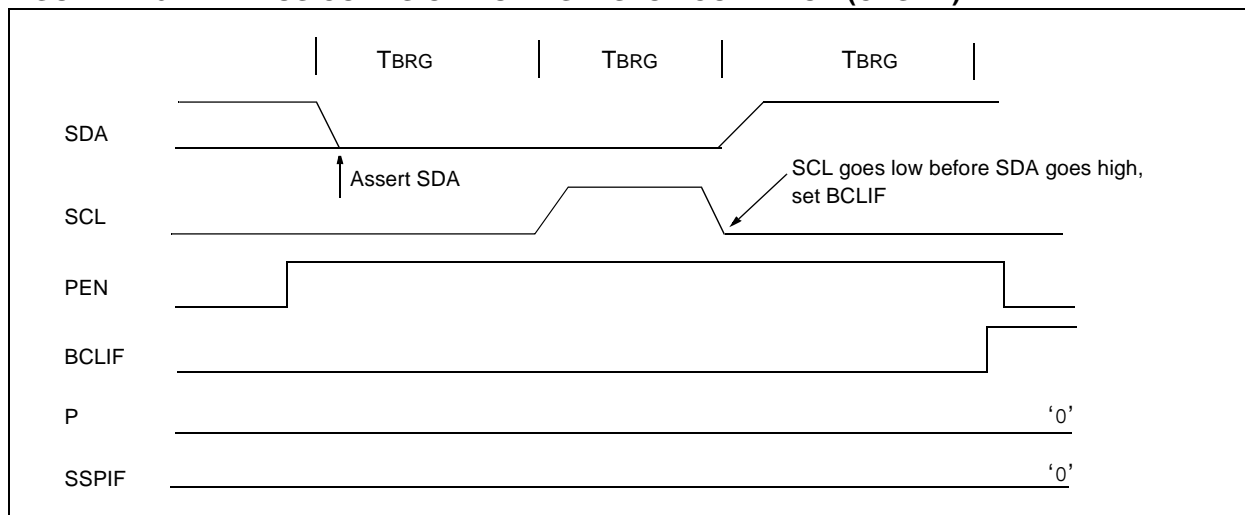 TBRG TBRG TBRG
SDA
Assert SDA
SCL goes low before SDA goes high,
set BCLIF
SCL
PEN
BCLIF
P
‘0’
SSPIF
‘0’